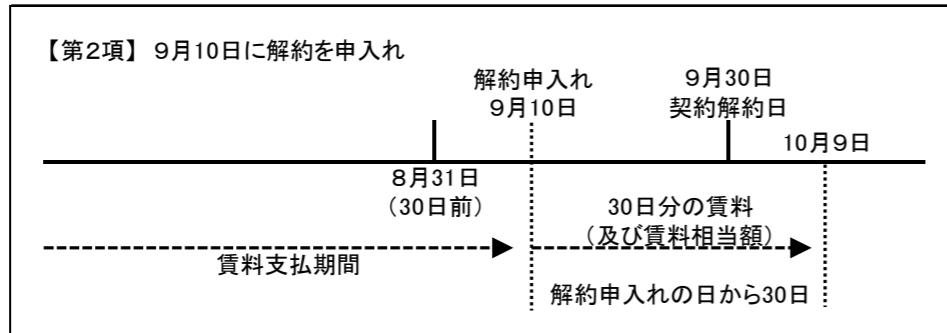 【第2項】 9月10日に解約を申入れ
解約申入れ
9月10日
9月30日
契約解約日
10月9日
8月31日
(30日前)
30日分の賃料
(及び賃料相当額)
賃料支払期間
解約申入れの日から30日